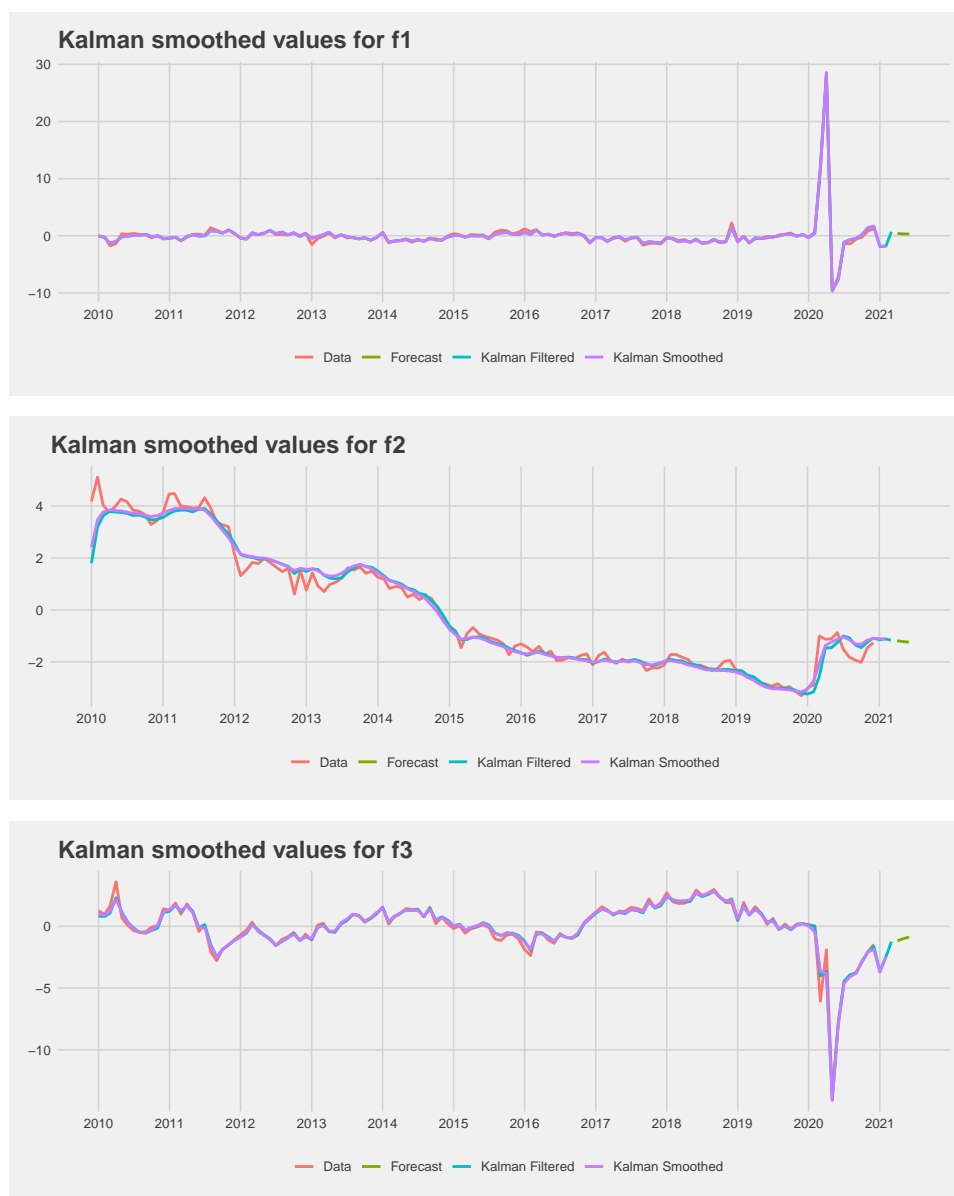 Kalman smoothed values for f1
30
20
10
0
−10
2010 2011 2012 2013 2014 2015 2016 2017 2018 2019 2020 2021
Data Forecast Kalman Filtered Kalman Smoothed
Kalman smoothed values for f2
4
2
0
−2
2010 2011 2012 2013 2014 2015 2016 2017 2018 2019 2020 2021
Data Forecast Kalman Filtered Kalman Smoothed
Kalman smoothed values for f3
0
−5
−10
2010 2011 2012 2013 2014 2015 2016 2017 2018 2019 2020 2021
Data Forecast Kalman Filtered Kalman Smoothed